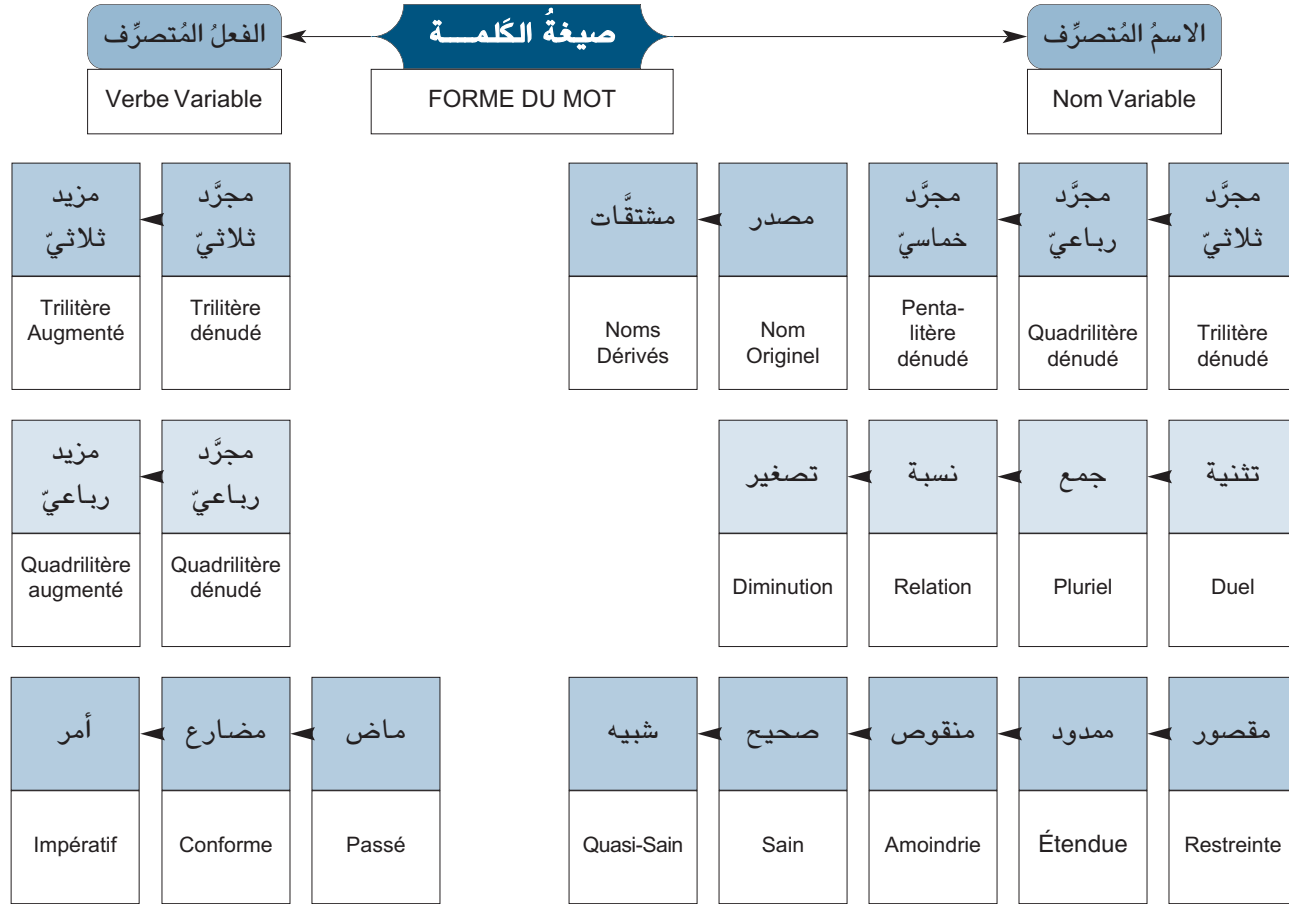 الاسمُ المُتصرِّف
Nom Variable
صيغةُ الكَلمـــــة
FORME DU MOT
الفعلُ المُتصرِّف
Verbe Variable
مجرَّد
ثلاثيّ
Trilitère
dénudé
مجرَّد
رباعيّ
Quadrilitère
dénudé
مجرَّد
خماسيّ
Penta-
litère
dénudé
مصدر
Nom
Originel
مشتقَّات
Noms
Dérivés
مجرَّد
ثلاثيّ
Trilitère
dénudé
مزيد
ثلاثيّ
Trilitère
Augmenté
تثنية
Duel
جمع
Pluriel
نسبة
Relation
تصغير
Diminution
مجرَّد
رباعيّ
Quadrilitère
dénudé
مزيد
رباعيّ
Quadrilitère
augmenté
مقصور
Restreinte
ممدود
Étendue
منقوص
Amoindrie
صحيح
Sain
شبيه
Quasi-Sain
ماض
Passé
مضارع
Conforme
أمر
Impératif